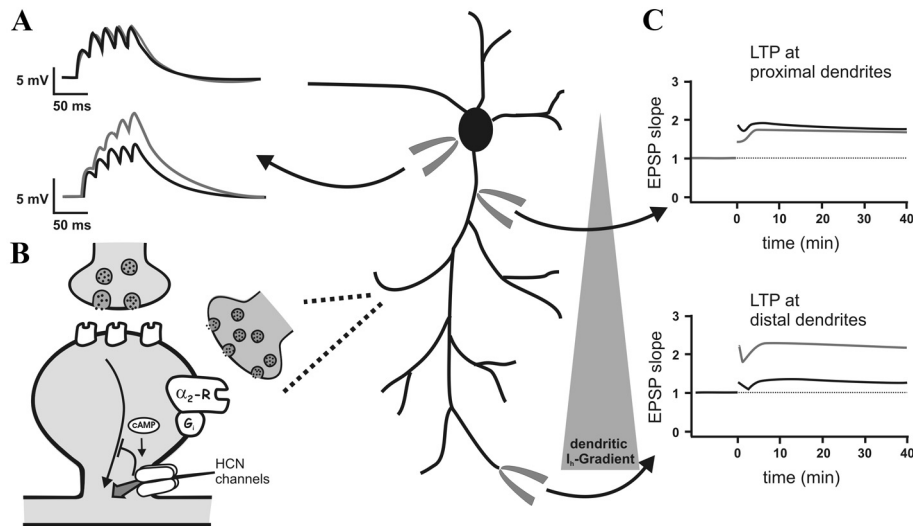 A
5 mV
50 ms
5 mV
50 ms
B
α₂-R
Gᵢ
cAMP
HCN
channels
dendritic
Iₕ-Gradient
C
LTP at
proximal dendrites
EPSP slope
3
2
1
0
0
10
20
30
40
time (min)
LTP at
distal dendrites
EPSP slope
3
2
1
0
0
10
20
30
40
time (min)